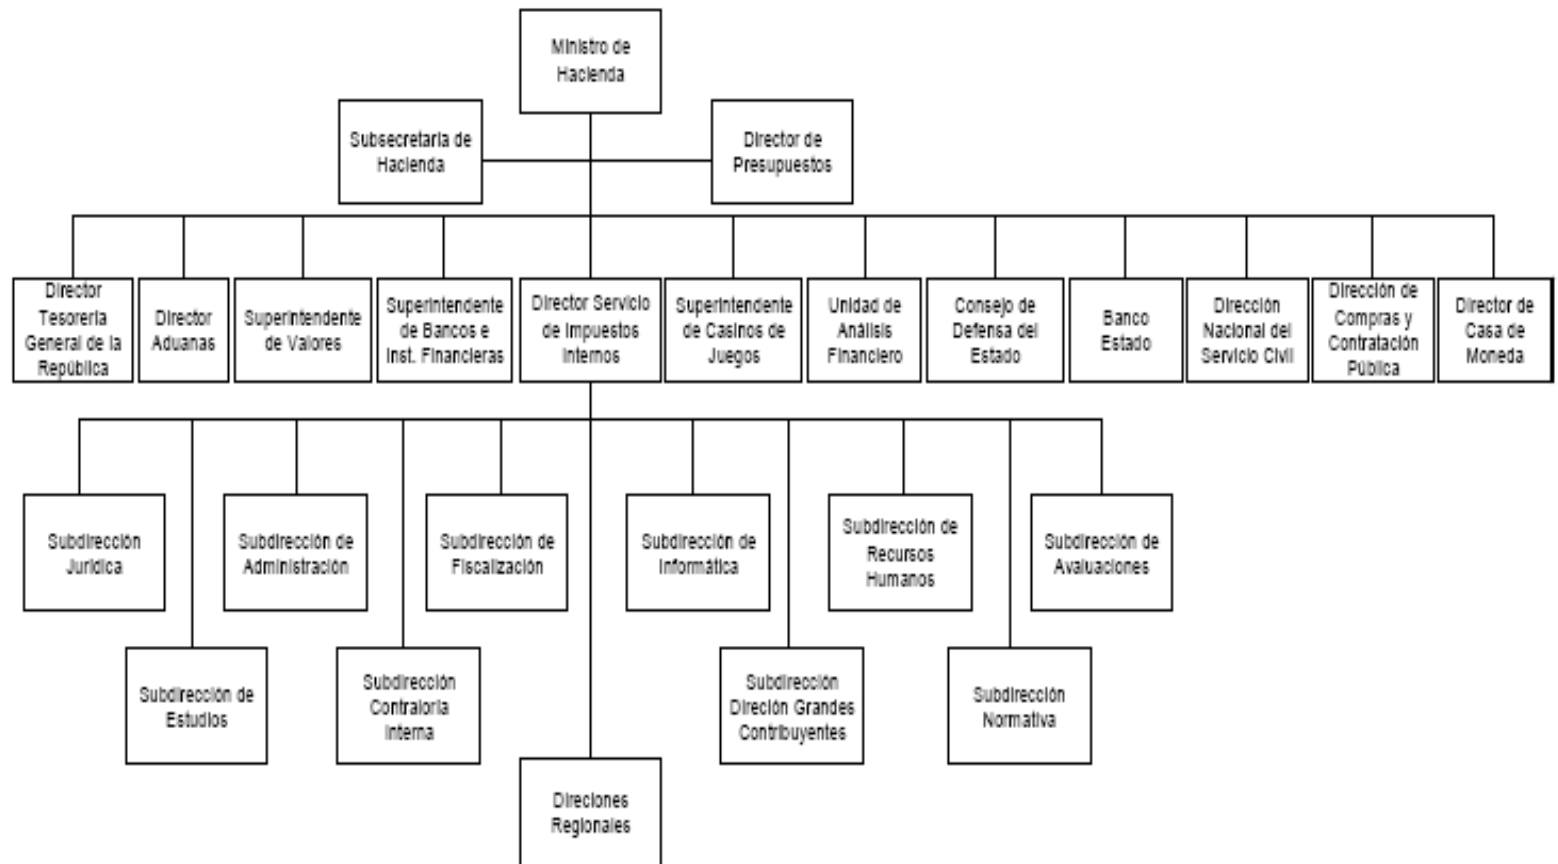 Ministro de
Hacienda
Subsecretaria de
Hacienda
Director de
Presupuestos
Director
Tesorería
General de la
República
Director
Aduanas
Superintendente
de Valores
Superintendente
de Bancos e
Inst. Financieras
Director Servicio
de Impuestos
Internos
Superintendente
de Casinos de
Juegos
Unidad de
Análisis
Financiero
Consejo de
Defensa del
Estado
Banco
Estado
Dirección
Nacional del
Servicio Civil
Dirección de
Compras y
Contratación
Pública
Director de
Casa de
Moneda
Subdirección
Jurídica
Subdirección de
Administración
Subdirección de
Fiscalización
Subdirección de
Informática
Subdirección de
Recursos
Humanos
Subdirección de
Avaluaciones
Subdirección de
Estudios
Subdirección
Contraloría
Interna
Subdirección
Direción Grandes
Contribuyentes
Subdirección
Normativa
Direciones
Regionales